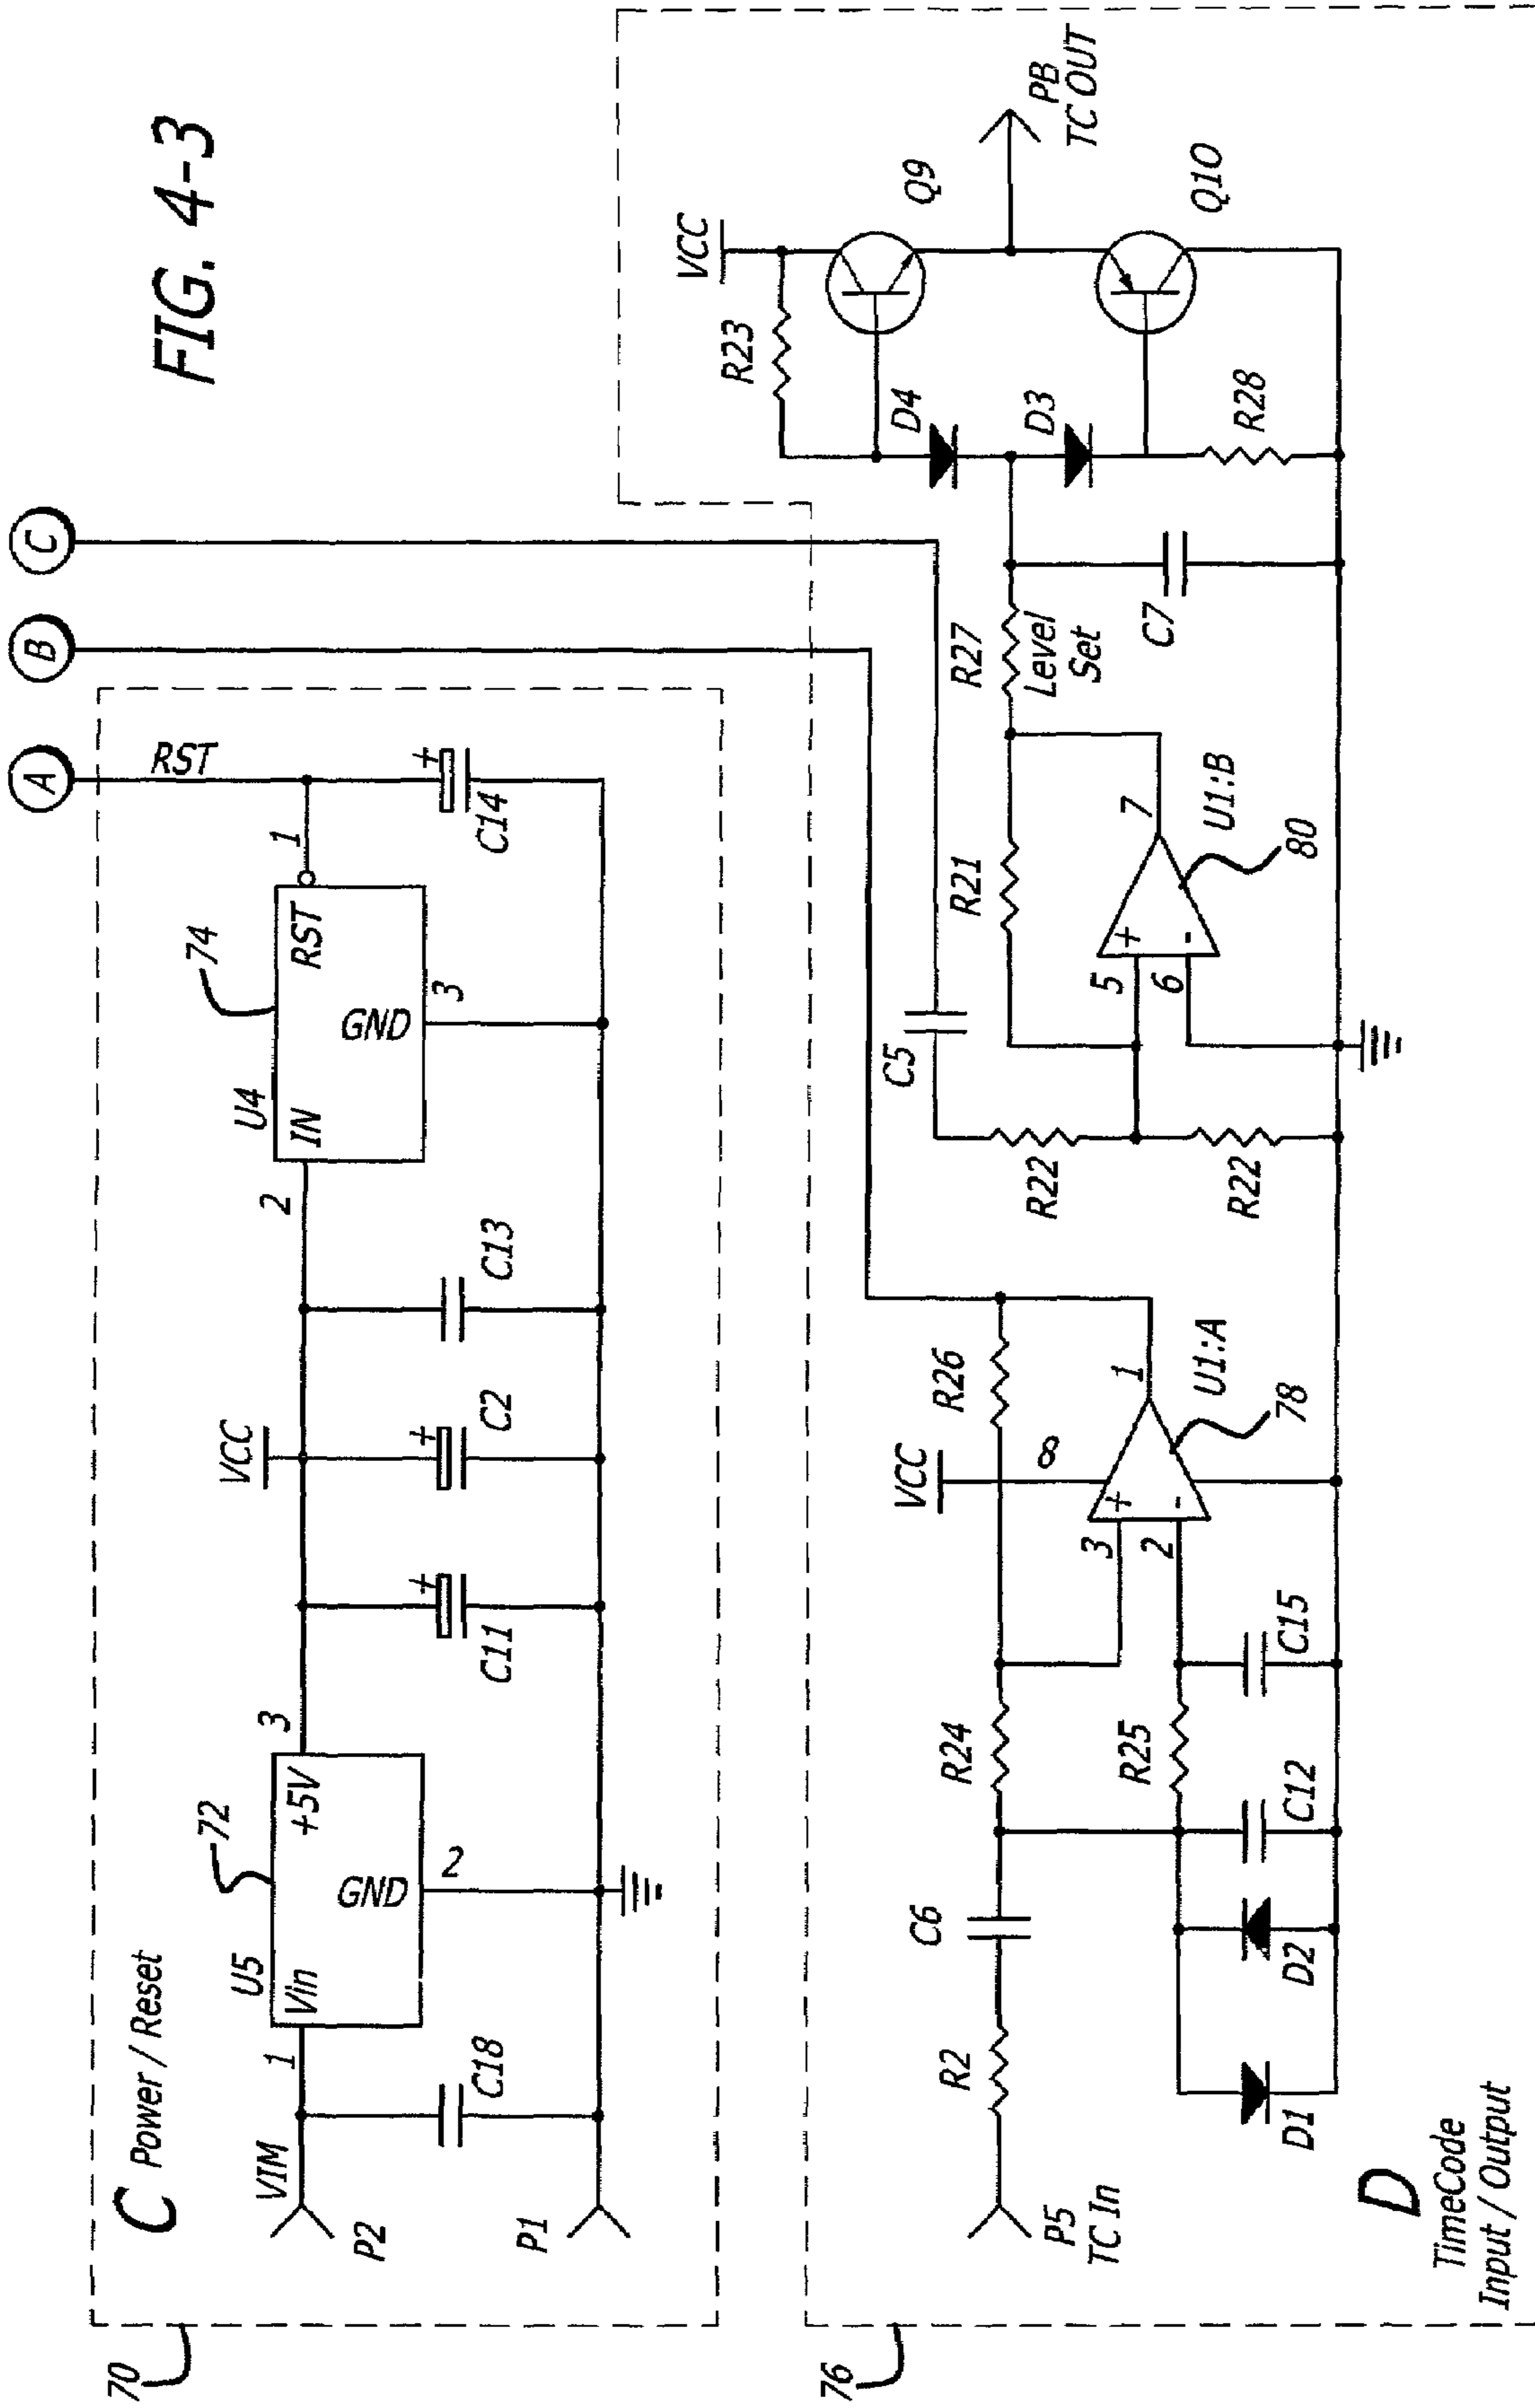 FIG. 4-3
A
B
C
70
C Power / Reset
VIM
P2
P1
C18
1
U5
72
Vin
+5V
GND
2
3
C11
VCC
C2
C13
2
U4
74
IN
RST
GND
3
1
RST
C14
76
D
TimeCode
Input / Output
P5
TC In
R2
C6
R24
R25
D1
D2
C12
C15
VCC
8
R26
3
2
+
-
1
U1:A
78
C5
R22
R22
R21
5
6
+
-
7
U1:B
80
R27
Level
Set
C7
VCC
R23
D4
D3
R28
Q9
Q10
PB
TC OUT